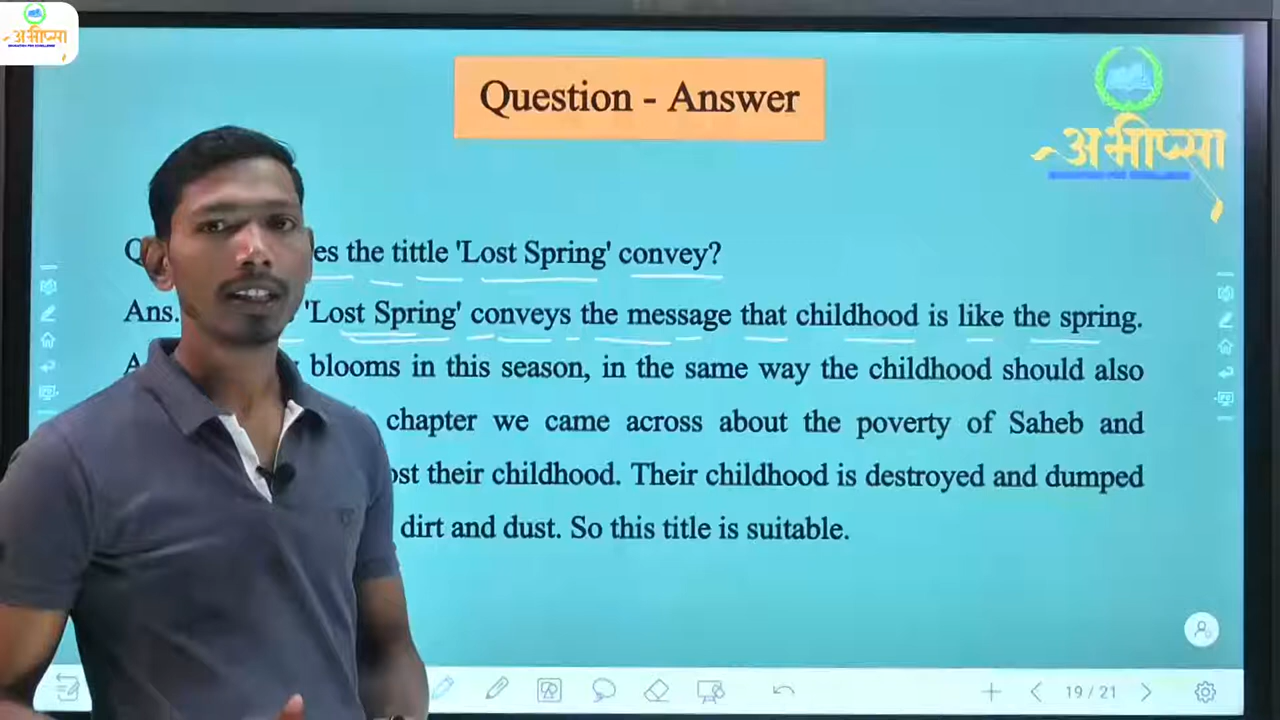 अभीप्सा
Question - Answer
अभीप्सा
the tittle 'Lost Spring' convey?
Ans. 'Lost Spring' conveys the message that childhood is like the spring.
blooms in this season, in the same way the childhood should also
chapter we came across about the poverty of Saheb and
their childhood. Their childhood is destroyed and dumped
dirt and dust. So this title is suitable.
19 / 21